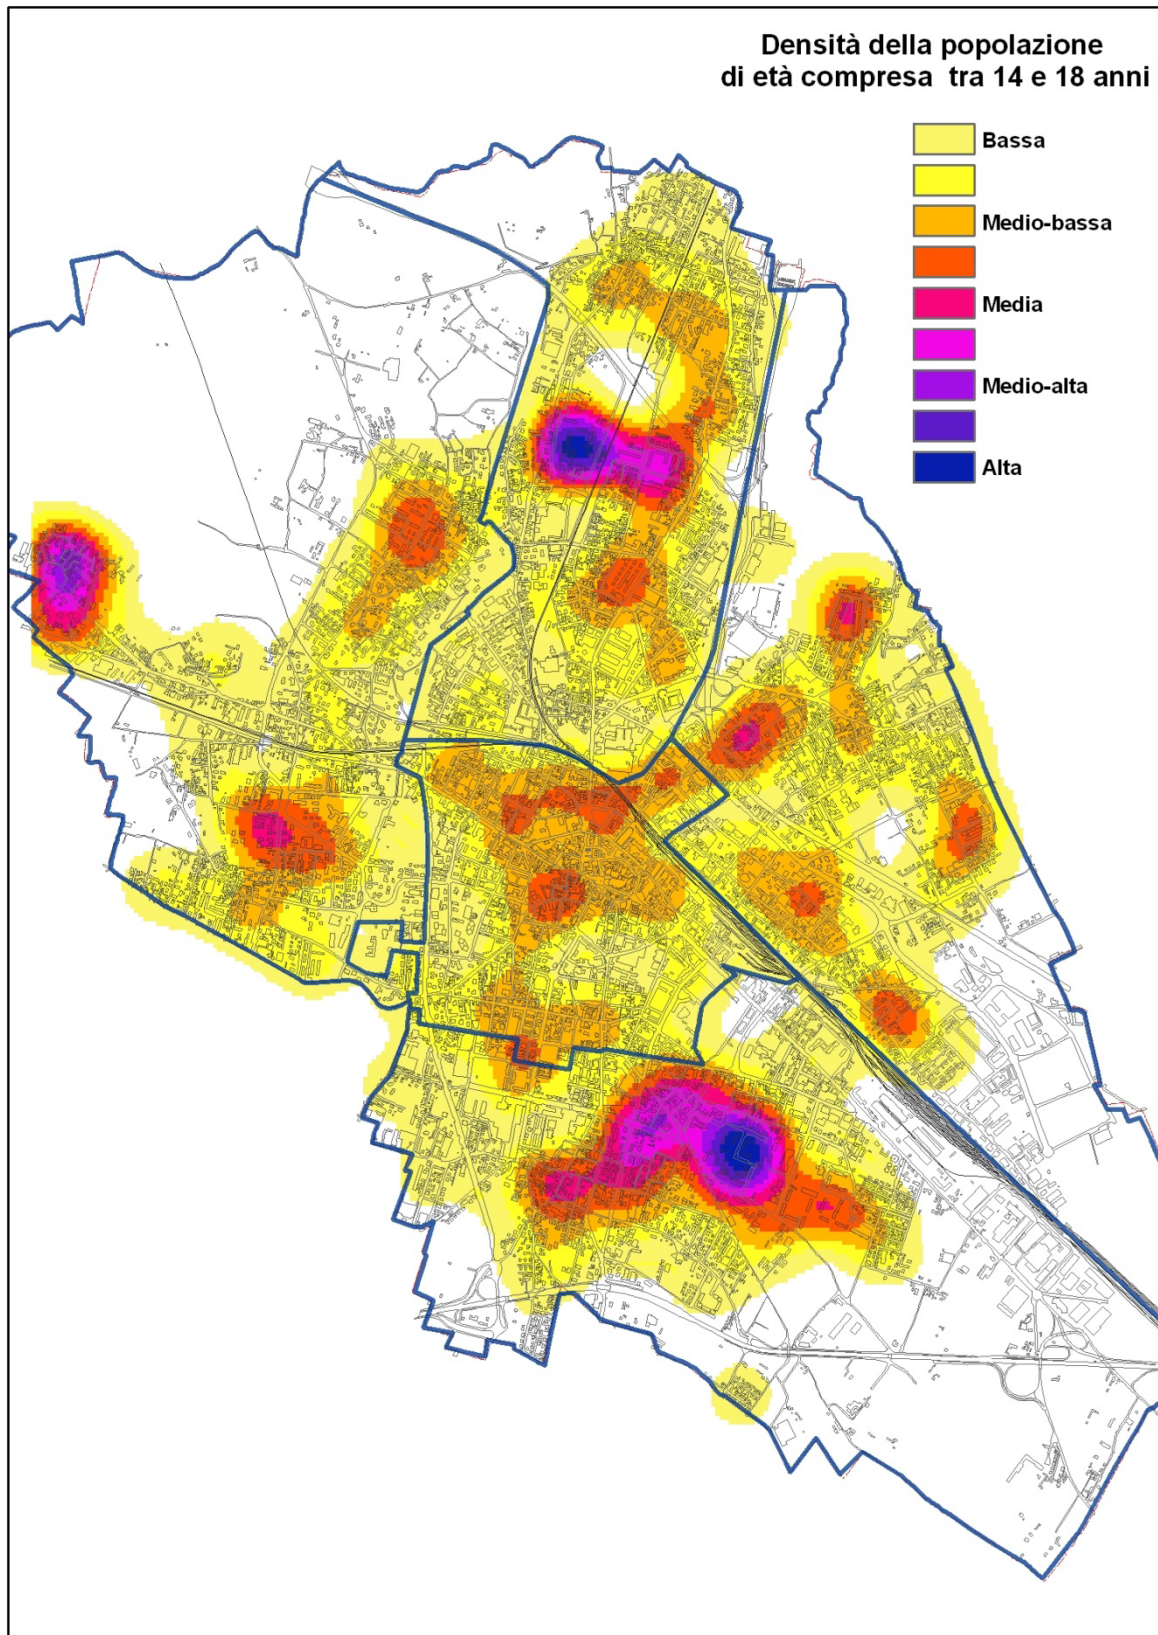 Densità della popolazione
di età compresa tra 14 e 18 anni
Bassa
Medio-bassa
Media
Medio-alta
Alta